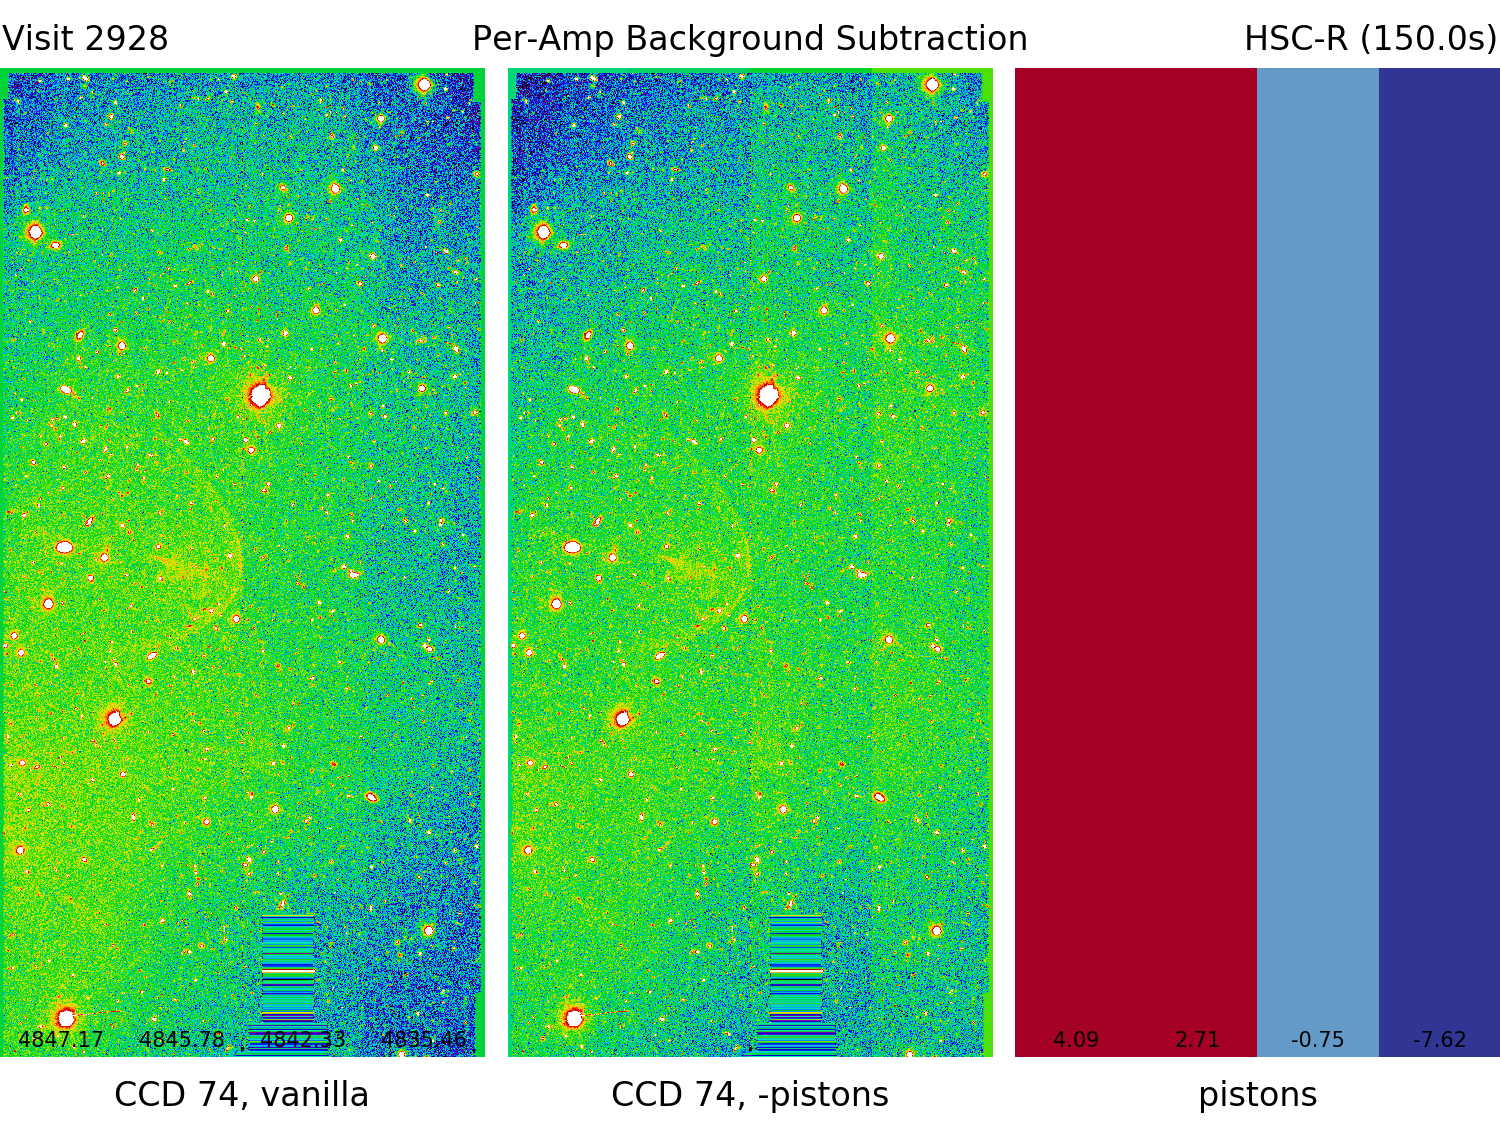 Visit 2928 Per-Amp Background Subtraction HSC-R (150.0s)
4847.17 4845.78 4842.33 4835.46 4.09 2.71 -0.75 -7.62
CCD 74, vanilla CCD 74, -pistons pistons